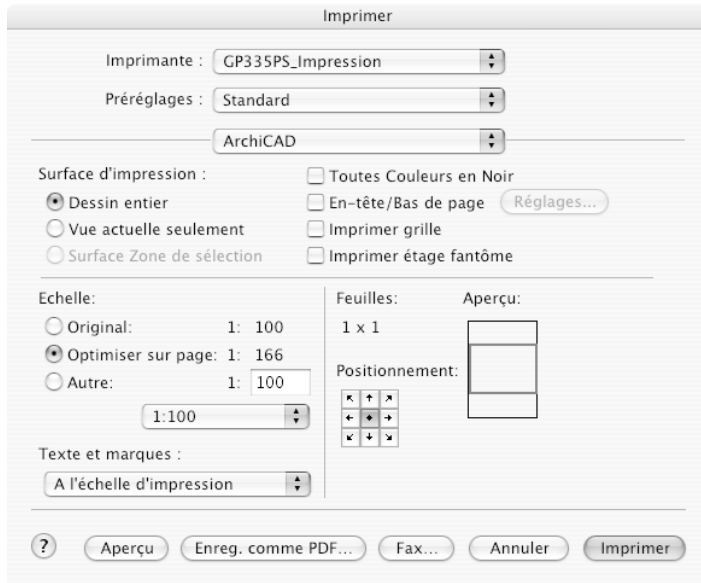 Imprimer
Imprimante : GP335PS_Impression
Préréglages : Standard
ArchiCAD
Surface d'impression :
Dessin entier
Vue actuelle seulement
Surface Zone de sélection
Toutes Couleurs en Noir
En-tête/Bas de page Réglages...
Imprimer grille
Imprimer étage fantôme
Echelle:
Original: 1: 100
Optimiser sur page: 1: 166
Autre: 1: 100
1:100
Texte et marques :
A l'échelle d'impression
Feuilles:
1 x 1
Positionnement:
Aperçu:
? Aperçu Enreg. comme PDF... Fax... Annuler Imprimer